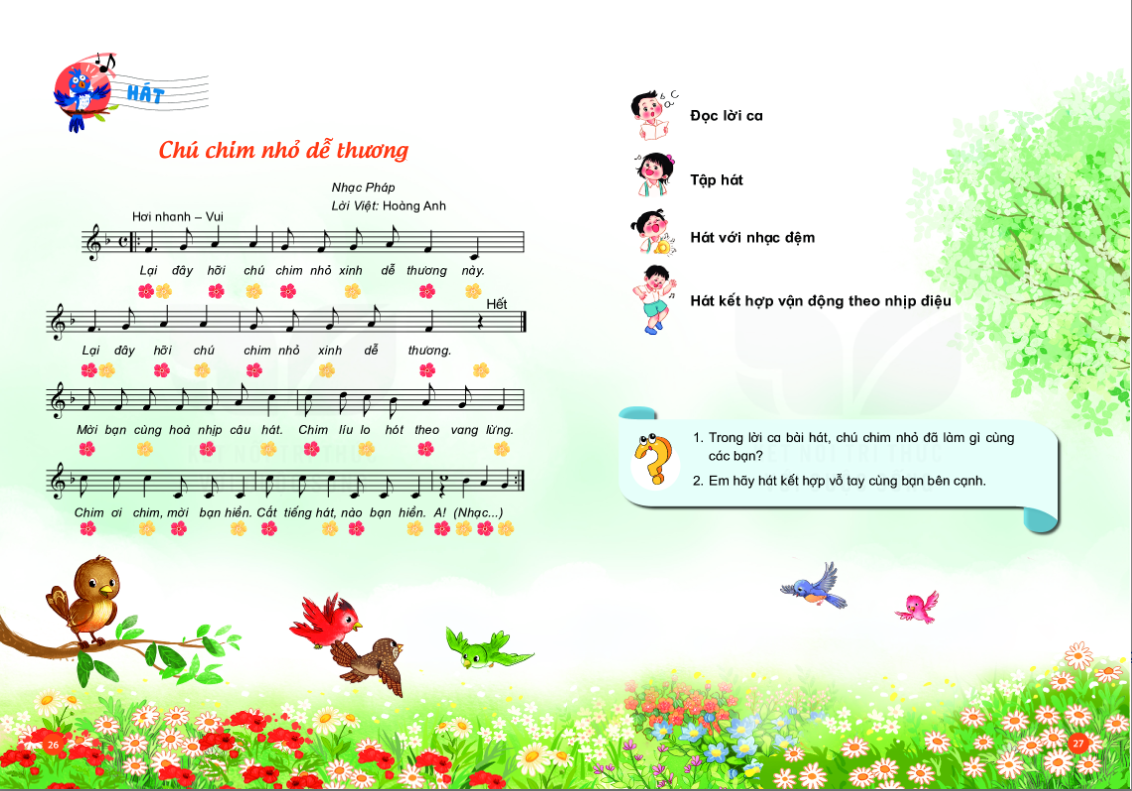 HÁT
Chú chim nhỏ dễ thương
Nhạc Pháp
Lời Việt: Hoàng Anh
Hơi nhanh – Vui
Lại đây hỡi chú chim nhỏ xinh dễ thương này.
Hết
Lại đây hỡi chú chim nhỏ xinh dễ thương.
Mời bạn cùng hoà nhịp câu hát. Chim líu lo hót theo vang lừng.
Chim ơi chim, mời bạn hiền. Cất tiếng hát, nào bạn hiền. A! (Nhạc...)
26
Đọc lời ca
Tập hát
Hát với nhạc đệm
Hát kết hợp vận động theo nhịp điệu
1. Trong lời ca bài hát, chú chim nhỏ đã làm gì cùng
các bạn?
2. Em hãy hát kết hợp vỗ tay cùng bạn bên cạnh.
27